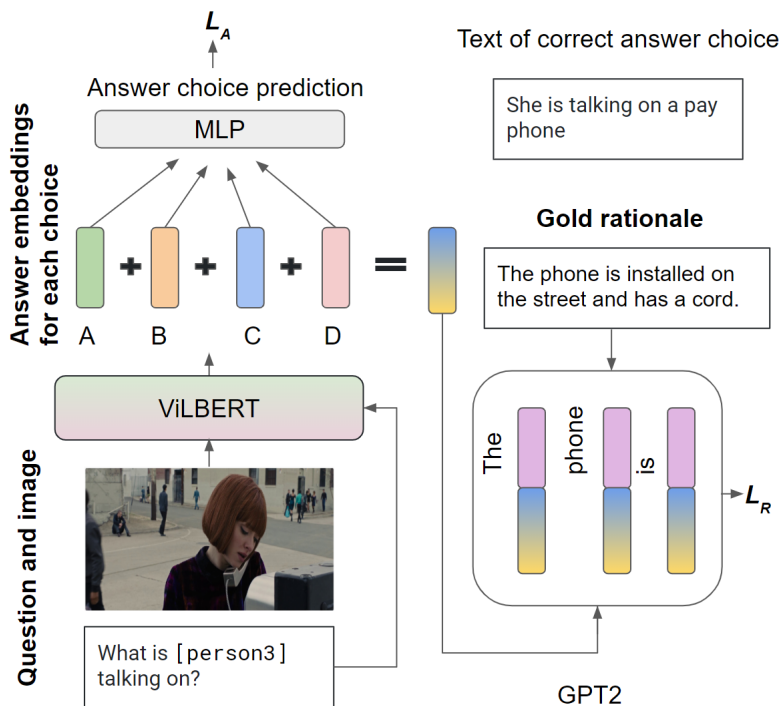 L_A
Answer choice prediction
MLP
Answer embeddings
for each choice
A
B
C
D
ViLBERT
Question and image
What is [person3]
talking on?
Text of correct answer choice
She is talking on a pay
phone
Gold rationale
The phone is installed on
the street and has a cord.
The
phone
is
L_R
GPT2